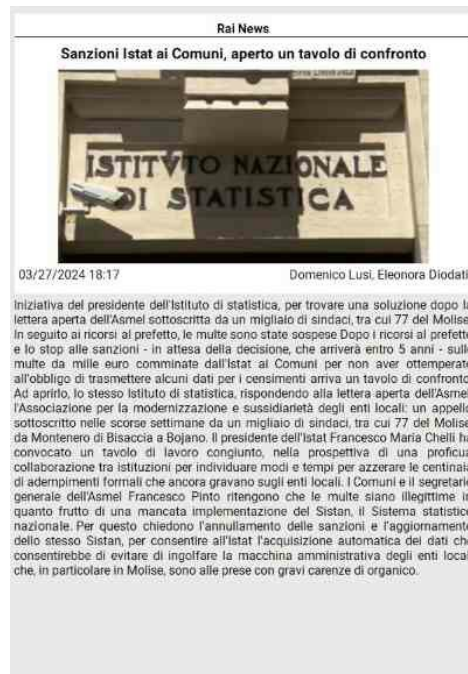 Rai News
Sanzioni Istat ai Comuni, aperto un tavolo di confronto
ISTITVTO NAZIONALE
DI STATISTICA
03/27/2024 18:17
Domenico Lusi, Eleonora Diodati
Iniziativa del presidente dell'Istituto di statistica, per trovare una soluzione dopo la
lettera aperta dell'Asmel sottoscritta da un migliaio di sindaci, tra cui 77 del Molise.
In seguito ai ricorsi al prefetto, le multe sono state sospese Dopo i ricorsi al prefetto
e lo stop alle sanzioni - in attesa della decisione, che arriverà entro 5 anni - sulle
multe da mille euro comminate dall'Istat ai Comuni per non aver ottemperato
all'obbligo di trasmettere alcuni dati per i censimenti arriva un tavolo di confronto.
Ad aprirlo, lo stesso Istituto di statistica, rispondendo alla lettera aperta dell'Asmel,
l'Associazione per la modernizzazione e sussidiarietà degli enti locali: un appello
sottoscritto nelle scorse settimane da un migliaio di sindaci, tra cui 77 del Molise,
da Montenero di Bisaccia a Bojano. Il presidente dell'Istat Francesco Maria Chelli ha
convocato un tavolo di lavoro congiunto, nella prospettiva di una proficua
collaborazione tra istituzioni per individuare modi e tempi per azzerare le centinaia
di adempimenti formali che ancora gravano sugli enti locali. I Comuni e il segretario
generale dell'Asmel Francesco Pinto ritengono che le multe siano illegittime in
quanto frutto di una mancata implementazione del Sistan, il Sistema statistico
nazionale. Per questo chiedono l'annullamento delle sanzioni e l'aggiornamento
dello stesso Sistan, per consentire all'Istat l'acquisizione automatica dei dati che
consentirebbe di evitare di ingolfare la macchina amministrativa degli enti locali
che, in particolare in Molise, sono alle prese con gravi carenze di organico.